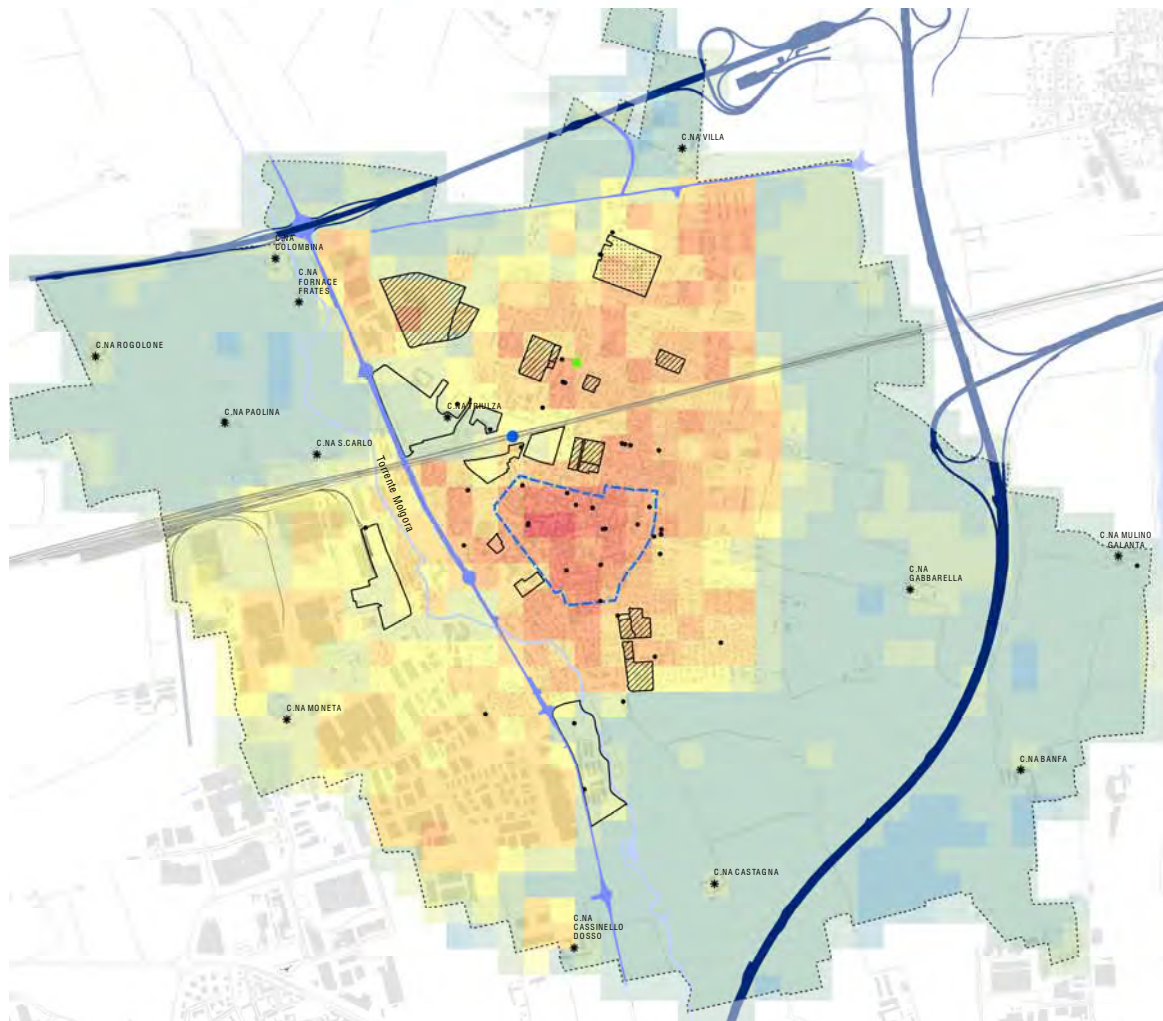 C.NA VILLA
C.NA
COLOMBINA
C.NA
FORNACE
FRATES
C.NA ROGOLONE
C.NA TRIULZA
C.NA PAOLINA
C.NA S.CARLO
Torrente Molgora
C.NA MULINO
GALANTA
C.NA
GABBARELLA
C.NA MONETA
C.NA BANFA
C.NA CASTAGNA
C.NA
CASSINELLO
DOSSO